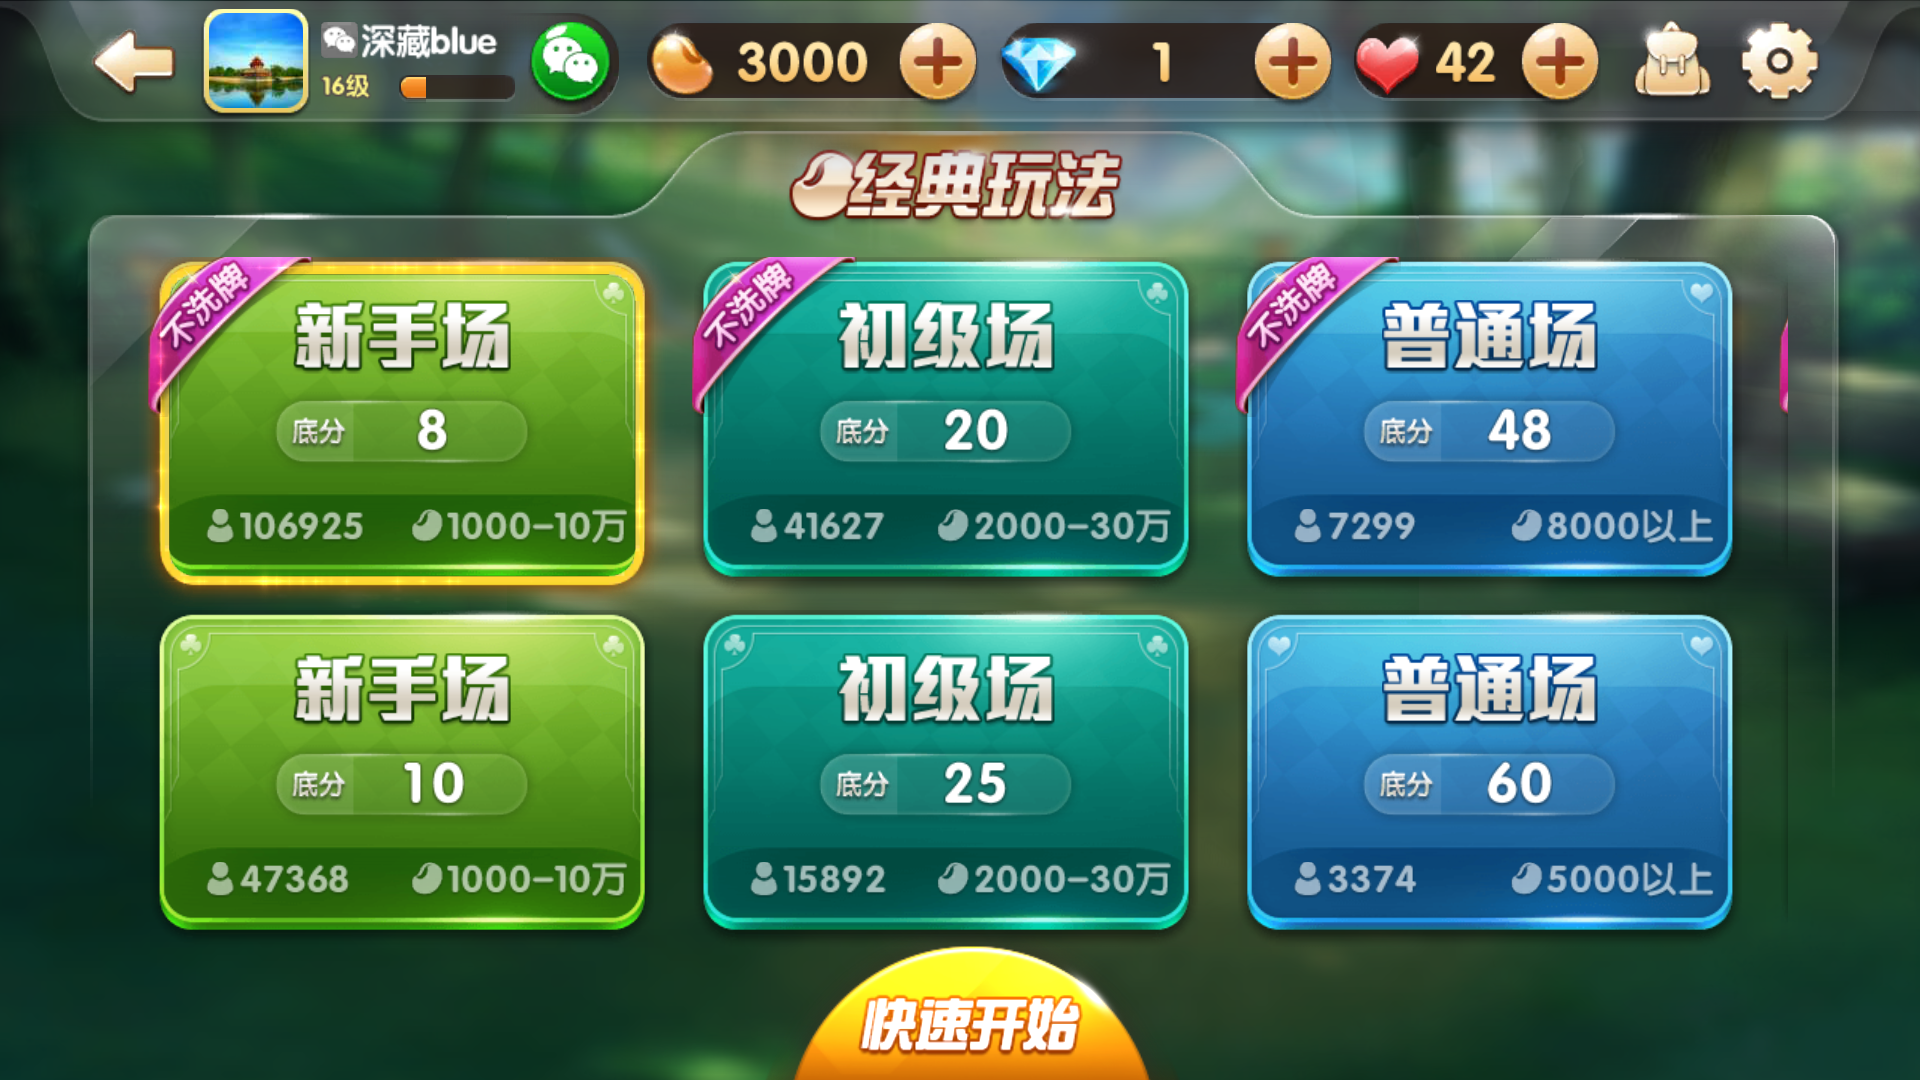 深藏blue
16级
3000
1
42
经典玩法
不洗牌
新手场
底分 8
106925 1000-10万
不洗牌
初级场
底分 20
41627 2000-30万
不洗牌
普通场
底分 48
7299 8000以上
新手场
底分 10
47368 1000-10万
初级场
底分 25
15892 2000-30万
普通场
底分 60
3374 5000以上
快速开始